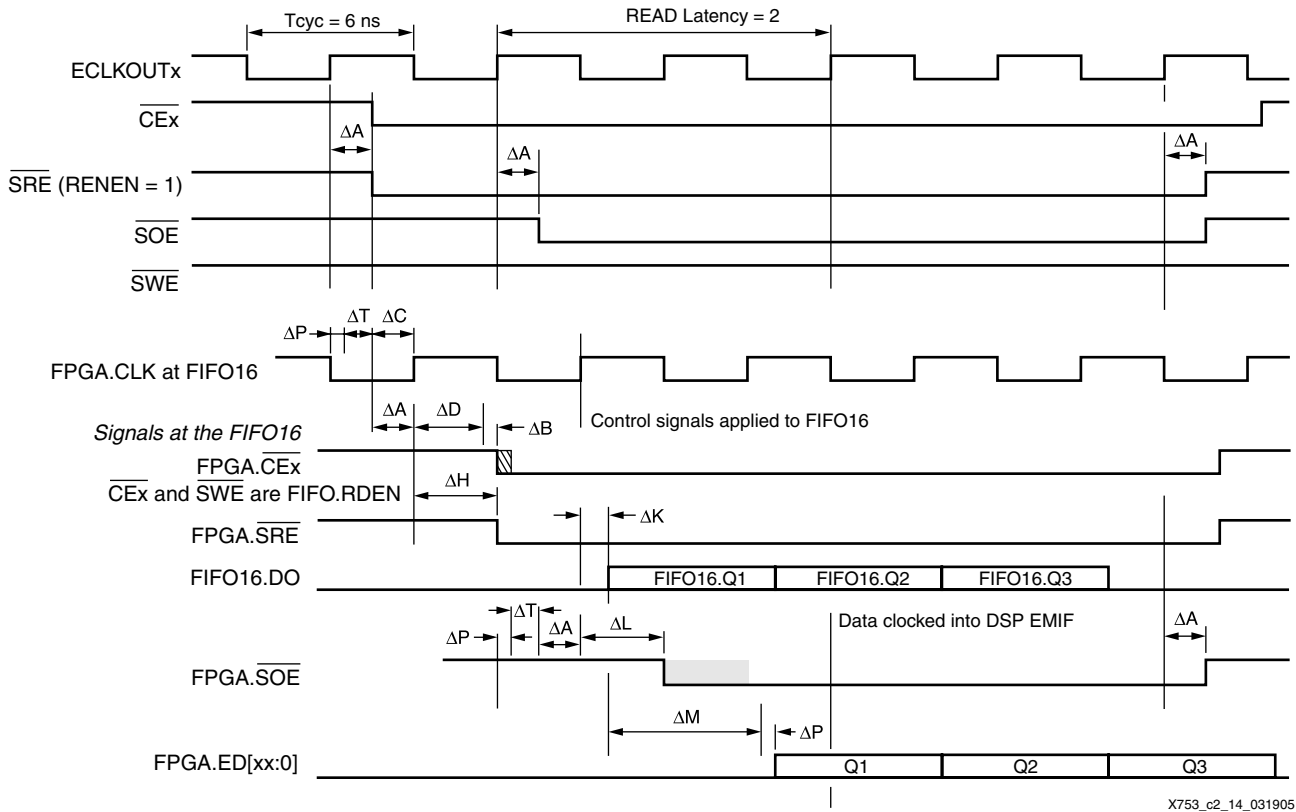 Tcyc = 6 ns
READ Latency = 2
ECLKOUTx
CEx
ΔA
ΔA
ΔA
SRE (RENEN = 1)
SOE
SWE
ΔP
ΔT
ΔC
FPGA.CLK at FIFO16
ΔA
ΔD
Control signals applied to FIFO16
Signals at the FIFO16
ΔB
FPGA.CEx
CEx and SWE are FIFO.RDEN
ΔH
ΔK
FPGA.SRE
FIFO16.DO
FIFO16.Q1
FIFO16.Q2
FIFO16.Q3
ΔT
ΔP
ΔA
ΔL
Data clocked into DSP EMIF
ΔA
FPGA.SOE
ΔM
ΔP
FPGA.ED[xx:0]
Q1
Q2
Q3
X753_c2_14_031905